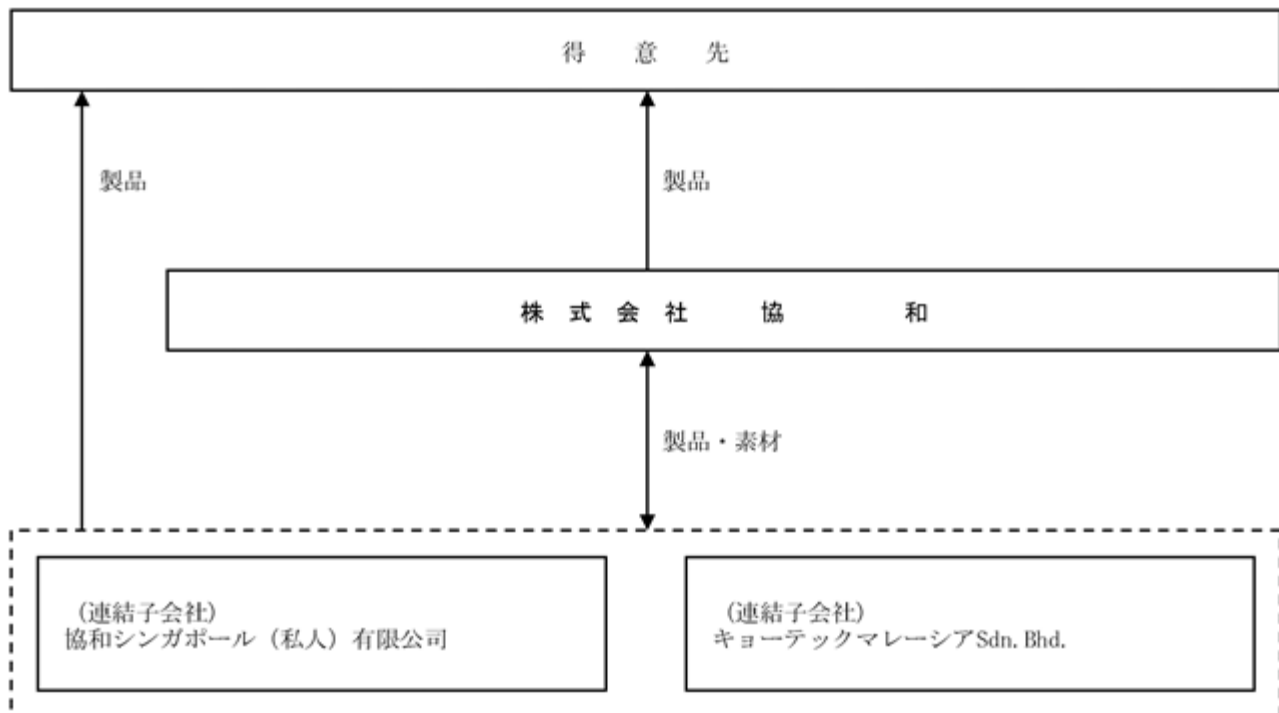 得　意　先
製品
製品
株　式　会　社　　協　　　和
製品・素材
（連結子会社）
協和シンガポール（私人）有限公司
（連結子会社）
キョーテックマレーシアSdn.Bhd.